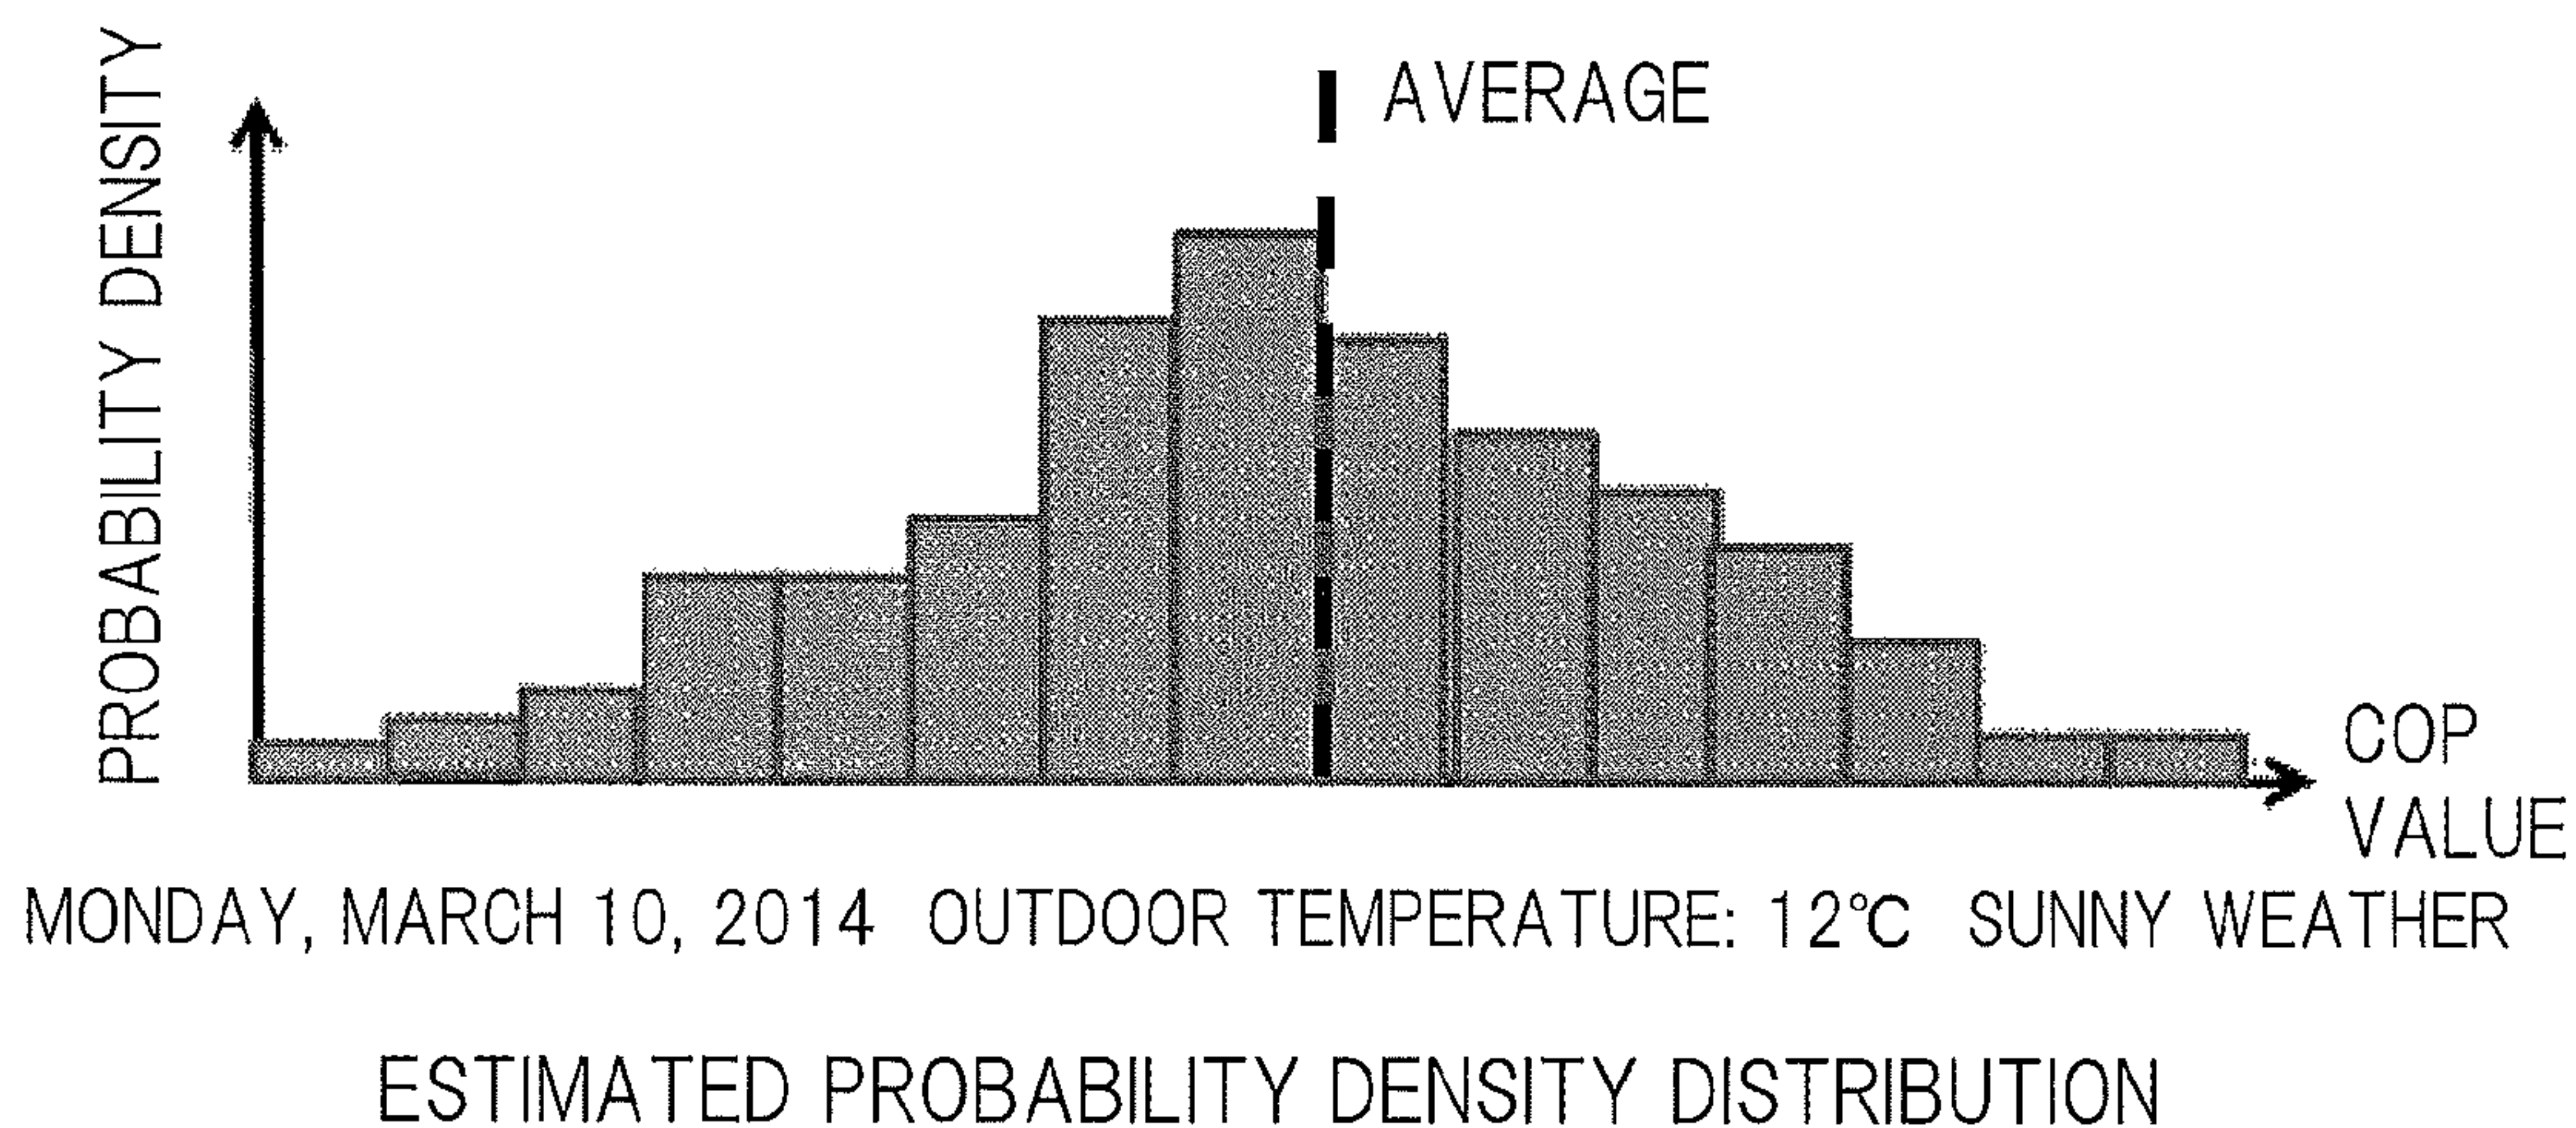 PROBABILITY DENSITY
AVERAGE
COP
VALUE
MONDAY, MARCH 10, 2014 OUTDOOR TEMPERATURE: 12℃ SUNNY WEATHER
ESTIMATED PROBABILITY DENSITY DISTRIBUTION